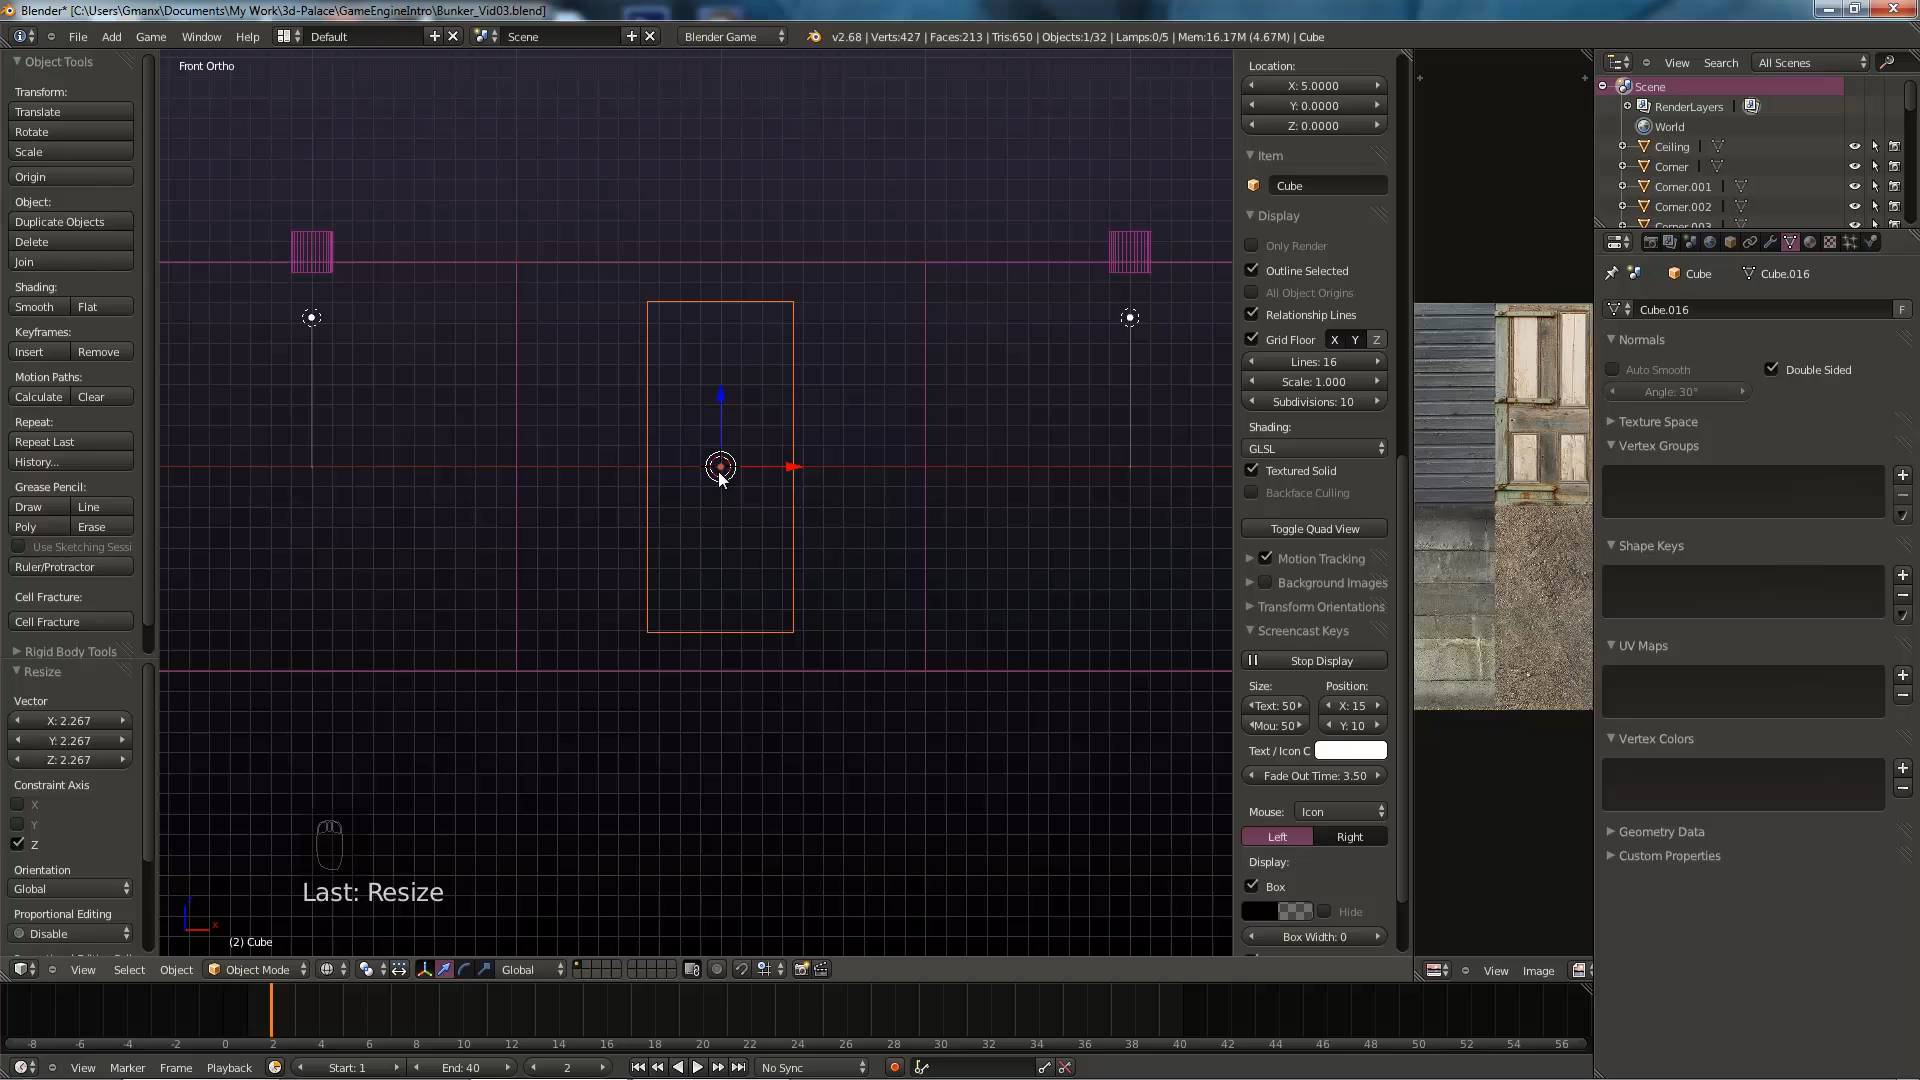 Blender* [C:\Users\Gmanx\Documents\My Work\3d-Palace\GameEngineIntro\Bunker_Vid03.blend]
File Add Game Window Help Default Scene Blender Game v2.68 | Verts:427 | Faces:213 | Tris:650 | Objects:1/32 | Lamps:0/5 | Mem:16.17M (4.67M) | Cube
Object Tools
Transform:
Translate
Rotate
Scale
Origin
Object:
Duplicate Objects
Delete
Join
Shading:
Smooth Flat
Keyframes:
Insert Remove
Motion Paths:
Calculate Clear
Repeat:
Repeat Last
History...
Grease Pencil:
Draw Line
Poly Erase
Use Sketching Sessi
Ruler/Protractor
Cell Fracture:
Cell Fracture
Rigid Body Tools
Resize
Vector
X: 2.267
Y: 2.267
Z: 2.267
Constraint Axis
X
Y
Z
Orientation
Global
Proportional Editing
Disable
Front Ortho
Last: Resize
(2) Cube
Location:
X: 5.0000
Y: 0.0000
Z: 0.0000
Item
Cube
Display
Only Render
Outline Selected
All Object Origins
Relationship Lines
Grid Floor X Y Z
Lines: 16
Scale: 1.000
Subdivisions: 10
Shading:
GLSL
Textured Solid
Backface Culling
Toggle Quad View
Motion Tracking
Background Images
Transform Orientations
Screencast Keys
Stop Display
Size: Position:
Text: 50 X: 15
Mou: 50 Y: 10
Text / Icon C
Fade Out Time: 3.50
Mouse: Icon
Left Right
Display:
Box
Hide
Box Width: 0
View Search All Scenes
Scene
RenderLayers
World
Ceiling
Corner
Corner.001
Corner.002
Corner.003
Cube Cube.016
Cube.016 F
Normals
Auto Smooth Double Sided
Angle: 30°
Texture Space
Vertex Groups
Shape Keys
UV Maps
Vertex Colors
Geometry Data
Custom Properties
View Select Object Object Mode Global
View Image
-8 -6 -4 -2 0 2 4 6 8 10 12 14 16 18 20 22 24 26 28 30 32 34 36 38 40 42 44 46 48 50 52 54 56
View Marker Frame Playback Start: 1 End: 40 2 No Sync